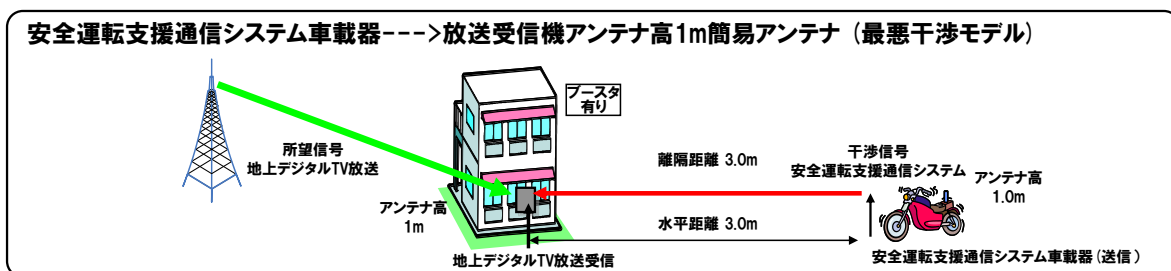 安全運転支援通信システム車載器--->放送受信機アンテナ高1m簡易アンテナ（最悪干渉モデル）
ブースタ
有り
所望信号
地上デジタルTV放送
離隔距離 3.0m
干渉信号
安全運転支援通信システム
アンテナ高
1.0m
アンテナ高
1m
水平距離 3.0m
地上デジタルTV放送受信
安全運転支援通信システム車載器(送信)